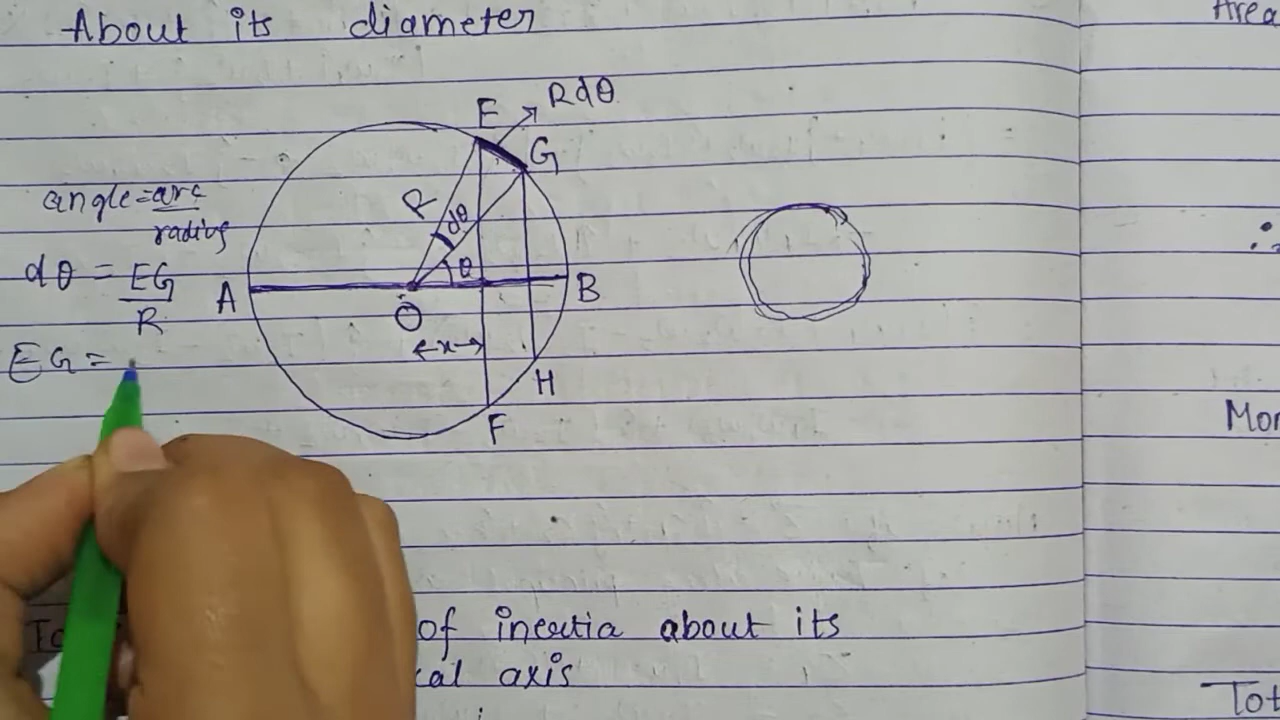 About its diameter
Area
E
Rdθ
G
angle = arc
radius
R
dθ
dθ = EG
R
θ
A
B
O
x
EG =
H
F
Mor
of inertia about its
cal axis
Tot